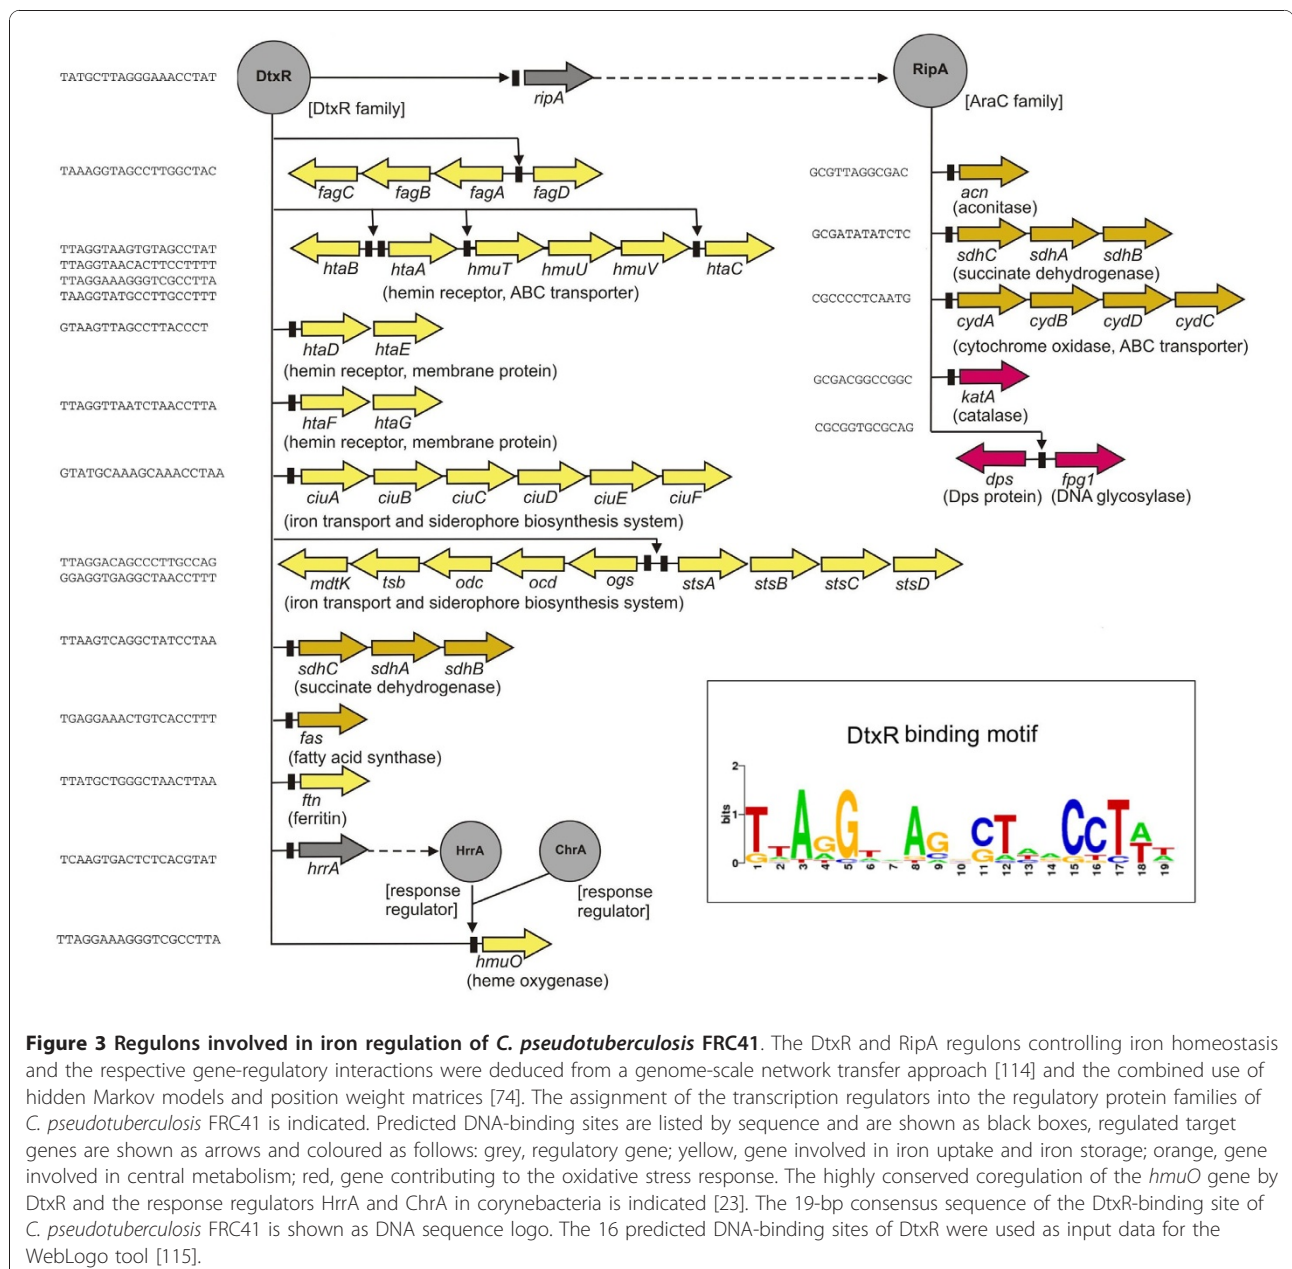 TATGCTTAGGGAAACCTAT
DtxR
[DtxR family]
ripA
RipA
[AraC family]
TAAAGGTAGCCTTGGCTAC
fagC fagB fagA fagD
GCGTTAGGCGAC
acn
(aconitase)
TTAGGTAAGTGTAGCCTAT
TTAGGTAACACTTCCTTTT
TTAGGAAAGGGTCGCCTTA
TAAGGTATGCCTTGCCTTT
htaB htaA hmuT hmuU hmuV htaC
(hemin receptor, ABC transporter)
GCGATATATCTC
sdhC sdhA sdhB
(succinate dehydrogenase)
CGCCCCTCAATG
cydA cydB cydD cydC
(cytochrome oxidase, ABC transporter)
GTAAGTTAGCCTTACCCT
htaD htaE
(hemin receptor, membrane protein)
GCGACGGCCGGC
katA
(catalase)
TTAGGTTAATCTAACCTTA
htaF htaG
(hemin receptor, membrane protein)
CGCGGTGCGCAG
dps fpg1
(Dps protein) (DNA glycosylase)
GTATGCAAAGCAAACCTAA
ciuA ciuB ciuC ciuD ciuE ciuF
(iron transport and siderophore biosynthesis system)
TTAGGACAGCCCTTGCCAG
GGAGGTGAGGCTAACCTTT
mdtK tsb odc ocd ogs stsA stsB stsC stsD
(iron transport and siderophore biosynthesis system)
TTAAGTCAGGCTATCCTAA
sdhC sdhA sdhB
(succinate dehydrogenase)
TGAGGAAACTGTCACCTTT
fas
(fatty acid synthase)
TTATGCTGGGCTAACTTAA
ftn
(ferritin)
TCAAGTGACTCTCACGTAT
hrrA
HrrA
ChrA
[response
regulator]
[response
regulator]
TTAGGAAAGGGTCGCCTTA
hmuO
(heme oxygenase)
DtxR binding motif
2
1
0
bits
1 2 3 4 5 6 7 8 9 10 11 12 13 14 15 16 17 18 19
Figure 3 Regulons involved in iron regulation of C. pseudotuberculosis FRC41. The DtxR and RipA regulons controlling iron homeostasis
and the respective gene-regulatory interactions were deduced from a genome-scale network transfer approach [114] and the combined use of
hidden Markov models and position weight matrices [74]. The assignment of the transcription regulators into the regulatory protein families of
C. pseudotuberculosis FRC41 is indicated. Predicted DNA-binding sites are listed by sequence and are shown as black boxes, regulated target
genes are shown as arrows and coloured as follows: grey, regulatory gene; yellow, gene involved in iron uptake and iron storage; orange, gene
involved in central metabolism; red, gene contributing to the oxidative stress response. The highly conserved coregulation of the hmuO gene by
DtxR and the response regulators HrrA and ChrA in corynebacteria is indicated [23]. The 19-bp consensus sequence of the DtxR-binding site of
C. pseudotuberculosis FRC41 is shown as DNA sequence logo. The 16 predicted DNA-binding sites of DtxR were used as input data for the
WebLogo tool [115].